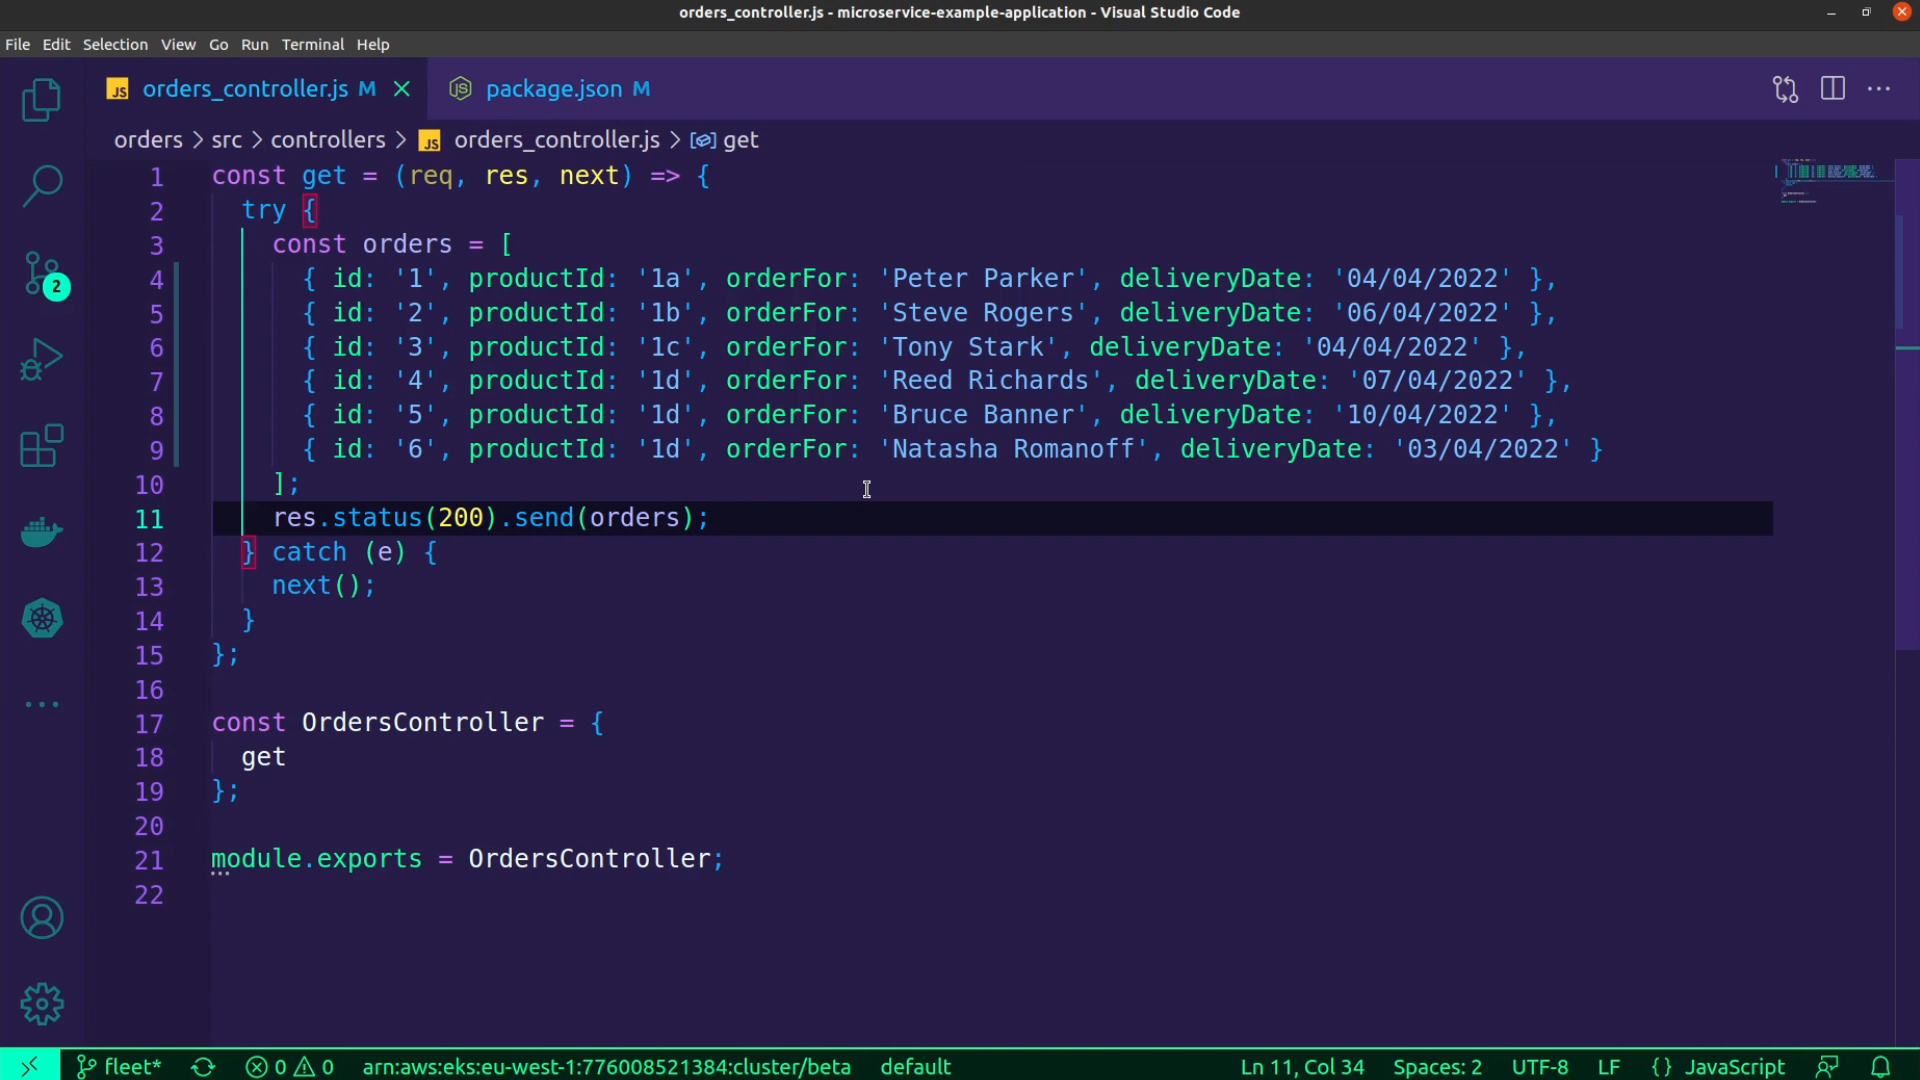 orders_controller.js - microservice-example-application - Visual Studio Code
File Edit Selection View Go Run Terminal Help
JS orders_controller.js M package.json M
orders > src > controllers > JS orders_controller.js > get
1 const get = (req, res, next) => {
2 try {
3 const orders = [
4 { id: '1', productId: '1a', orderFor: 'Peter Parker', deliveryDate: '04/04/2022' },
5 { id: '2', productId: '1b', orderFor: 'Steve Rogers', deliveryDate: '06/04/2022' },
6 { id: '3', productId: '1c', orderFor: 'Tony Stark', deliveryDate: '04/04/2022' },
7 { id: '4', productId: '1d', orderFor: 'Reed Richards', deliveryDate: '07/04/2022' },
8 { id: '5', productId: '1d', orderFor: 'Bruce Banner', deliveryDate: '10/04/2022' },
9 { id: '6', productId: '1d', orderFor: 'Natasha Romanoff', deliveryDate: '03/04/2022' }
10 ];
11 res.status(200).send(orders);
12 } catch (e) {
13 next();
14 }
15 };
16
17 const OrdersController = {
18 get
19 };
20
21 module.exports = OrdersController;
22
2
fleet* 0 0 arn:aws:eks:eu-west-1:776008521384:cluster/beta default Ln 11, Col 34 Spaces: 2 UTF-8 LF {} JavaScript